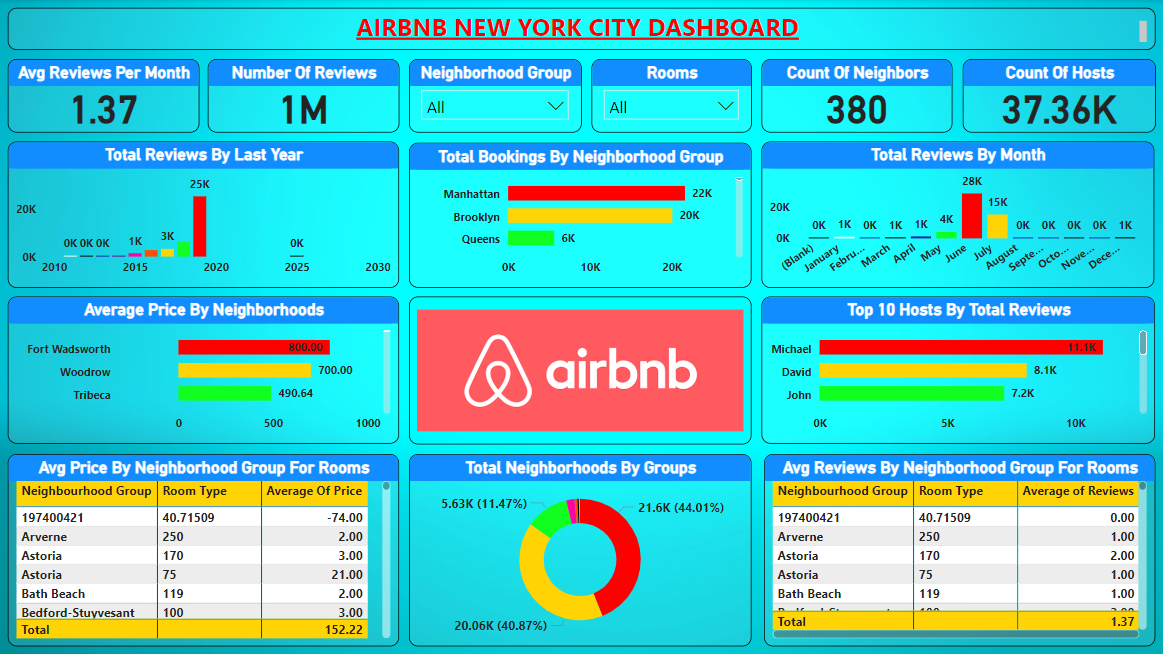 AIRBNB NEW YORK CITY DASHBOARD
Avg Reviews Per Month
1.37
Number Of Reviews
1M
Neighborhood Group
All
Rooms
All
Count Of Neighbors
380
Count Of Hosts
37.36K
Total Reviews By Last Year
20K
0K
0K 0K 0K 1K 3K 25K 0K
2010 2015 2020 2025 2030
Total Bookings By Neighborhood Group
Manhattan 22K
Brooklyn 20K
Queens 6K
0K 10K 20K
Total Reviews By Month
20K
0K
0K 1K 0K 1K 1K 4K 28K 15K 0K 0K 0K 0K 1K
(Blank) January Febru... March April May June July August Septe... Octo... Nove... Dece...
Average Price By Neighborhoods
Fort Wadsworth 800.00
Woodrow 700.00
Tribeca 490.64
0 500 1000
airbnb
Top 10 Hosts By Total Reviews
Michael 11.1K
David 8.1K
John 7.2K
0K 5K 10K
Avg Price By Neighborhood Group For Rooms
Neighbourhood Group Room Type Average Of Price
197400421 40.71509 -74.00
Arverne 250 2.00
Astoria 170 3.00
Astoria 75 21.00
Bath Beach 119 2.00
Bedford-Stuyvesant 100 3.00
Total 152.22
Total Neighborhoods By Groups
5.63K (11.47%)
21.6K (44.01%)
20.06K (40.87%)
Avg Reviews By Neighborhood Group For Rooms
Neighbourhood Group Room Type Average of Reviews
197400421 40.71509 0.00
Arverne 250 1.00
Astoria 170 2.00
Astoria 75 1.00
Bath Beach 119 1.00
Total 1.37